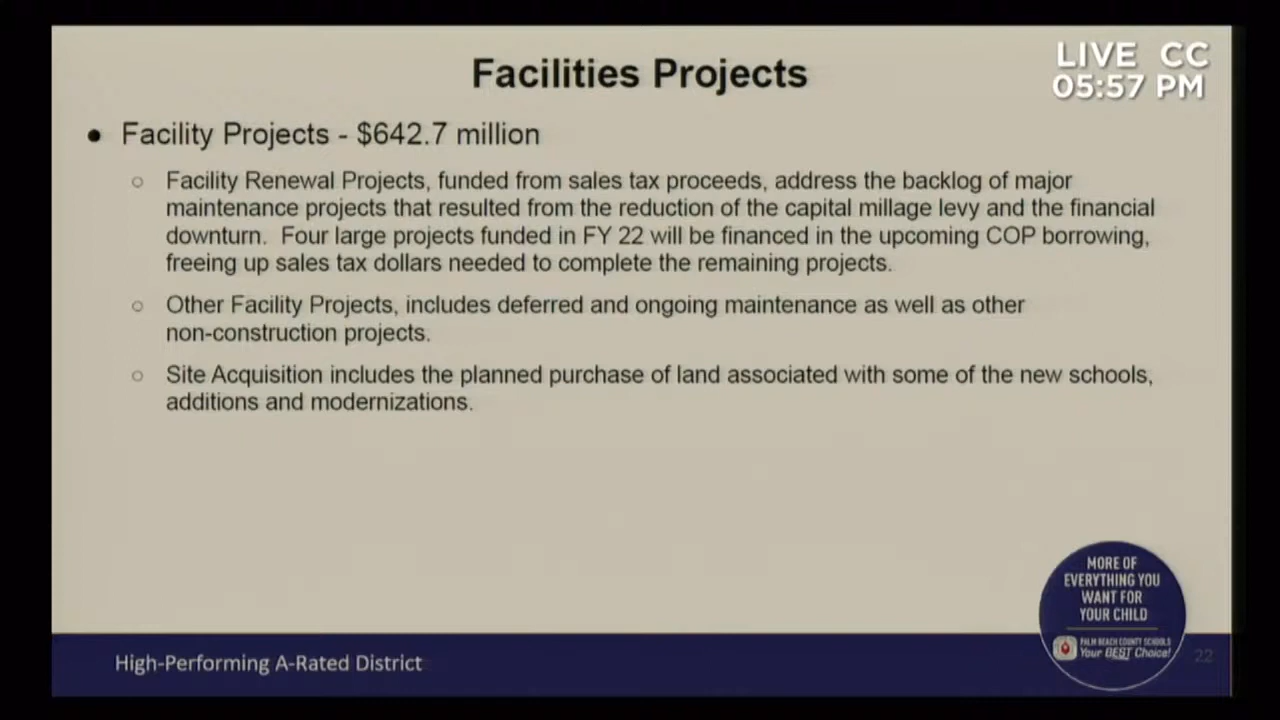 Facilities Projects
LIVE CC
05:57 PM
● Facility Projects - $642.7 million
○ Facility Renewal Projects, funded from sales tax proceeds, address the backlog of major
maintenance projects that resulted from the reduction of the capital millage levy and the financial
downturn. Four large projects funded in FY 22 will be financed in the upcoming COP borrowing,
freeing up sales tax dollars needed to complete the remaining projects.
○ Other Facility Projects, includes deferred and ongoing maintenance as well as other
non-construction projects.
○ Site Acquisition includes the planned purchase of land associated with some of the new schools,
additions and modernizations.
MORE OF
EVERYTHING YOU
WANT FOR
YOUR CHILD
PALM BEACH COUNTY SCHOOLS
Your BEST Choice!
High-Performing A-Rated District
22